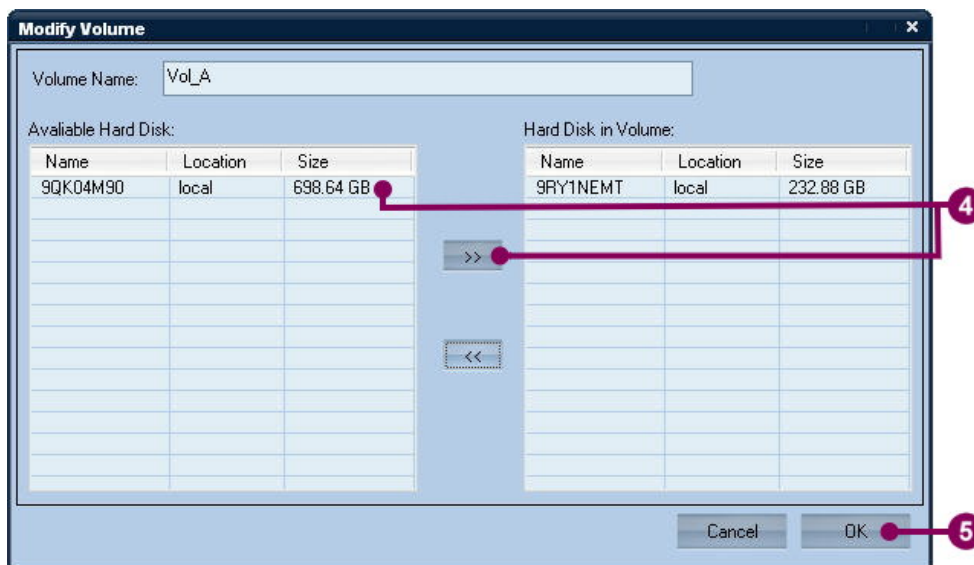 Modify Volume
Volume Name: Vol_A
Avaliable Hard Disk:
Name Location Size
9QK04M90 local 698.64 GB
>>
<<
Hard Disk in Volume:
Name Location Size
9RY1NEMT local 232.88 GB
4
Cancel OK 5